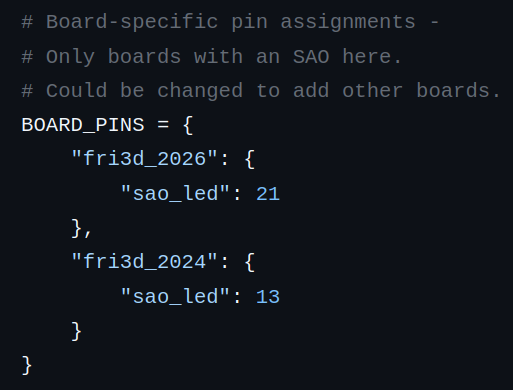 # Board-specific pin assignments -
# Only boards with an SAO here.
# Could be changed to add other boards.
BOARD_PINS = {
    "fri3d_2026": {
        "sao_led": 21
    },
    "fri3d_2024": {
        "sao_led": 13
    }
}